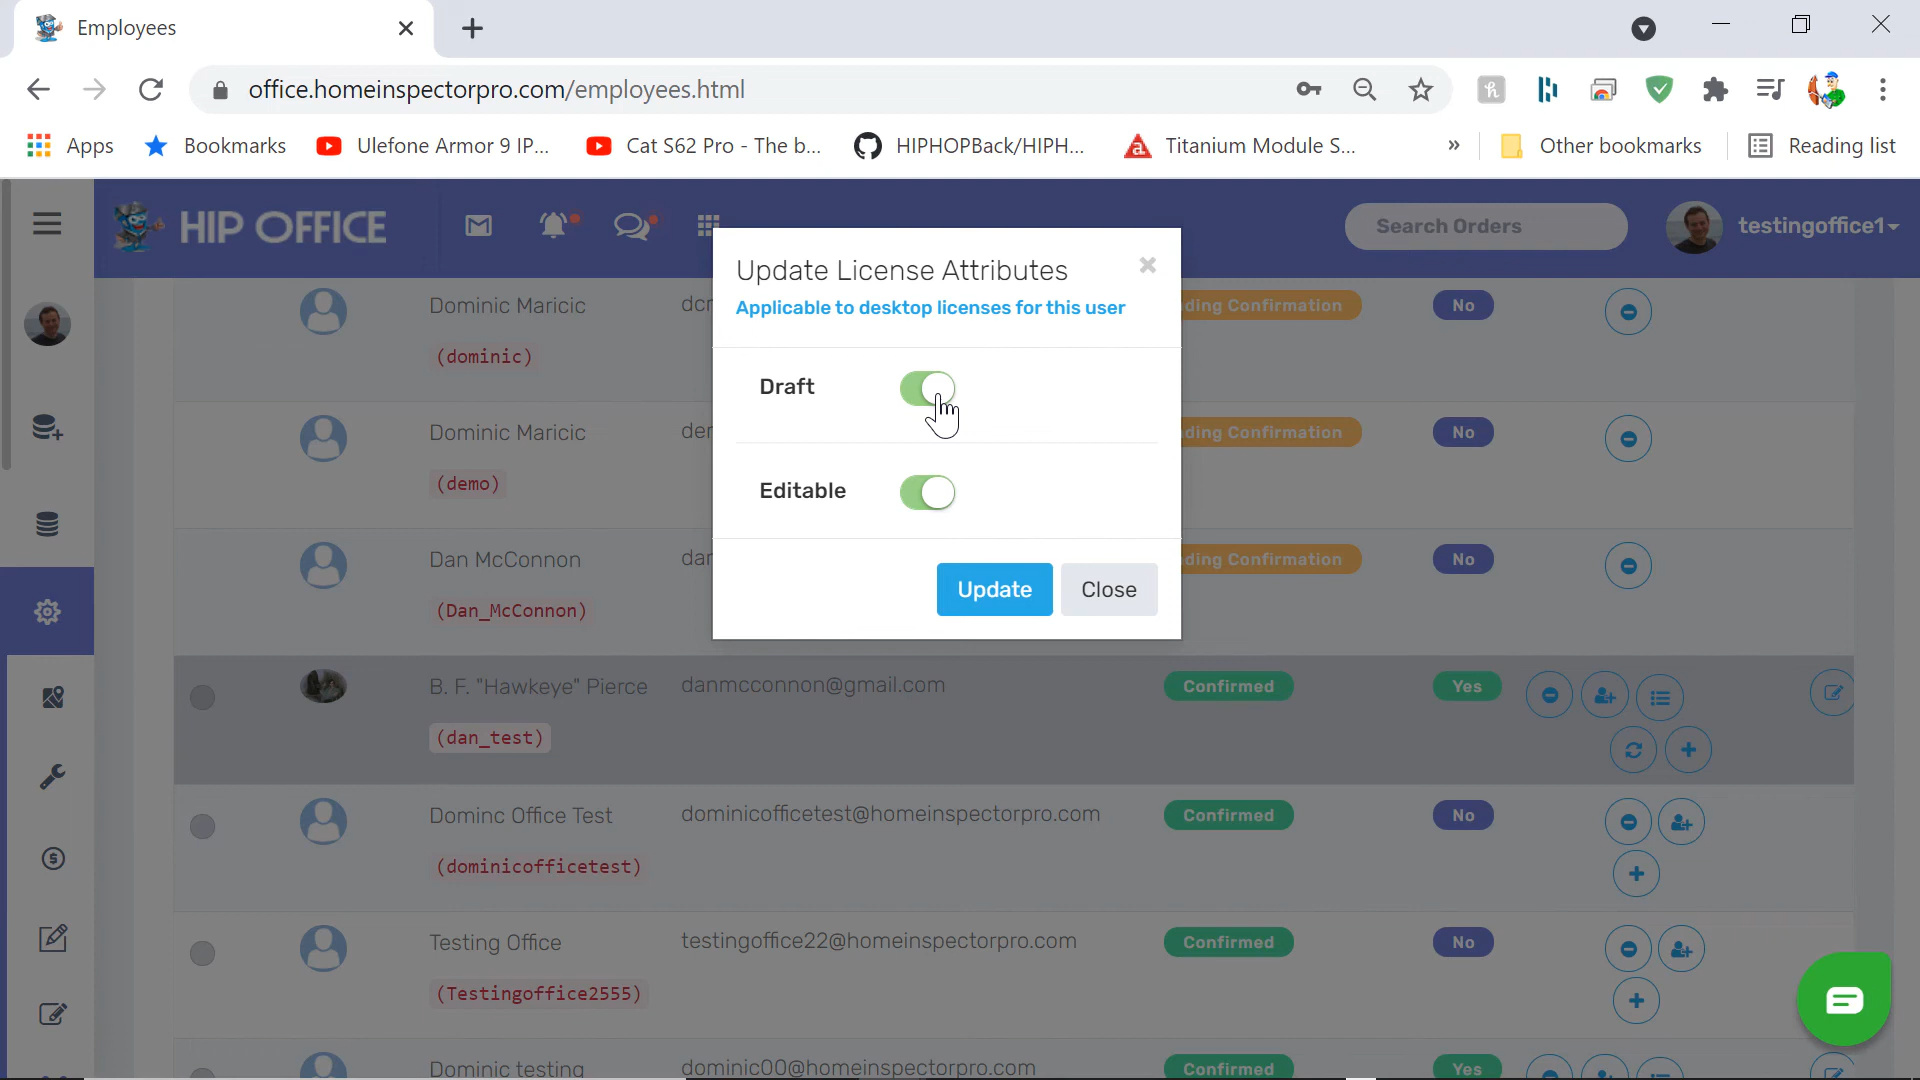 Employees
office.homeinspectorpro.com/employees.html
Apps
Bookmarks
Ulefone Armor 9 IP...
Cat S62 Pro - The b...
HIPHOPBack/HIPH...
Titanium Module S...
»
Other bookmarks
Reading list
HIP OFFICE
Search Orders
testingoffice1
Update License Attributes
Applicable to desktop licenses for this user
Draft
Editable
Update
Close
Dominic Maricic
dcr
ding Confirmation
No
(dominic)
Dominic Maricic
der
ding Confirmation
No
(demo)
Dan McConnon
dar
ding Confirmation
No
(Dan_McConnon)
B. F. "Hawkeye" Pierce
danmcconnon@gmail.com
Confirmed
Yes
(dan_test)
Dominc Office Test
dominicofficetest@homeinspectorpro.com
Confirmed
No
(dominicofficetest)
Testing Office
testingoffice22@homeinspectorpro.com
Confirmed
No
(Testingoffice2555)
Dominic testing
dominic00@homeinspectorpro.com
Confirmed
Yes